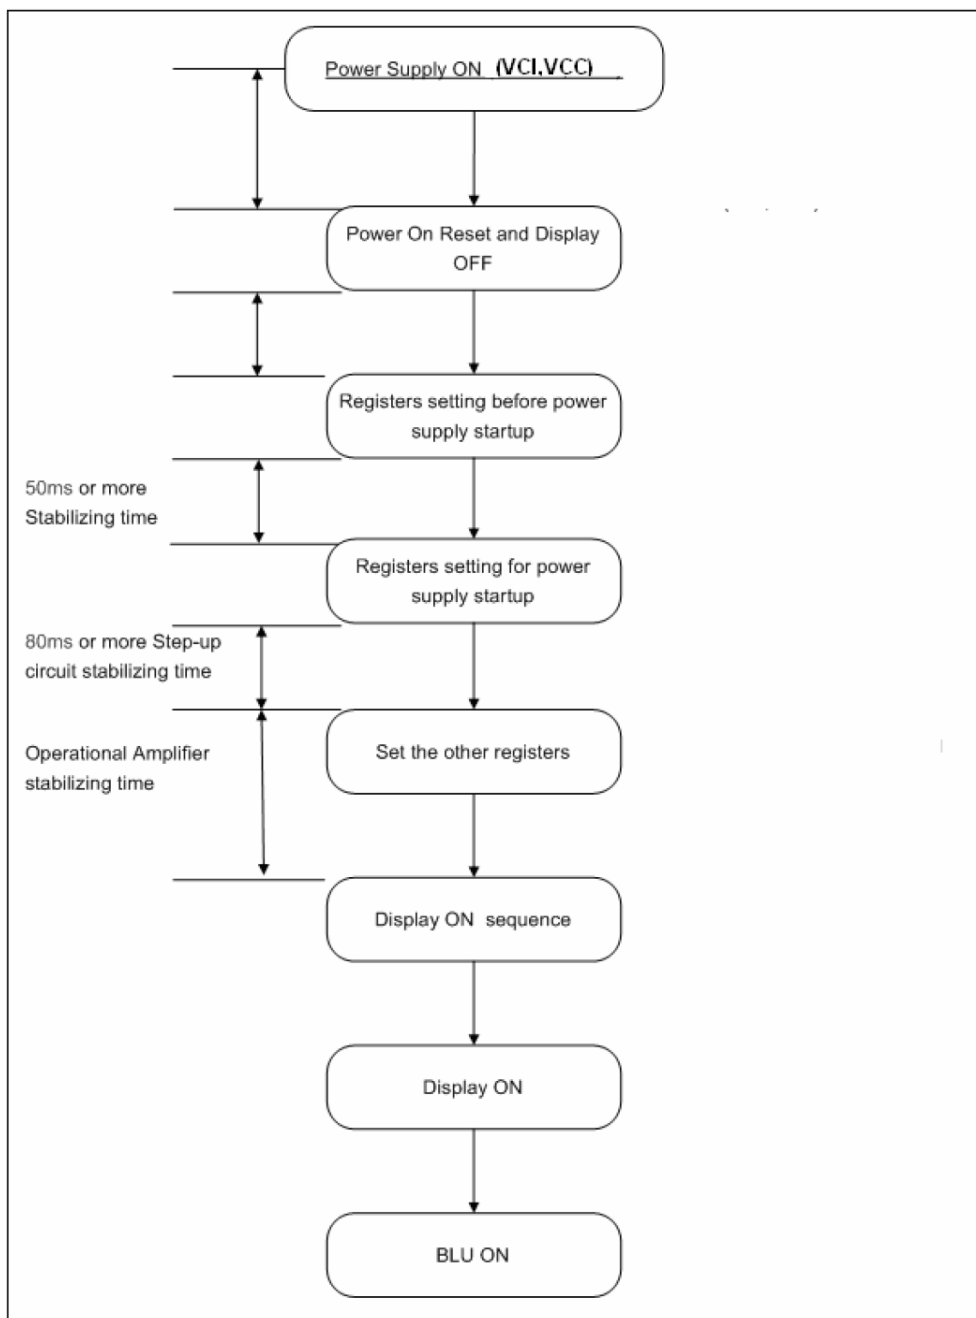 Power Supply ON (VCI,VCC)
Power On Reset and Display
OFF
Registers setting before power
supply startup
50ms or more
Stabilizing time
Registers setting for power
supply startup
80ms or more Step-up
circuit stabilizing time
Set the other registers
Operational Amplifier
stabilizing time
Display ON sequence
Display ON
BLU ON